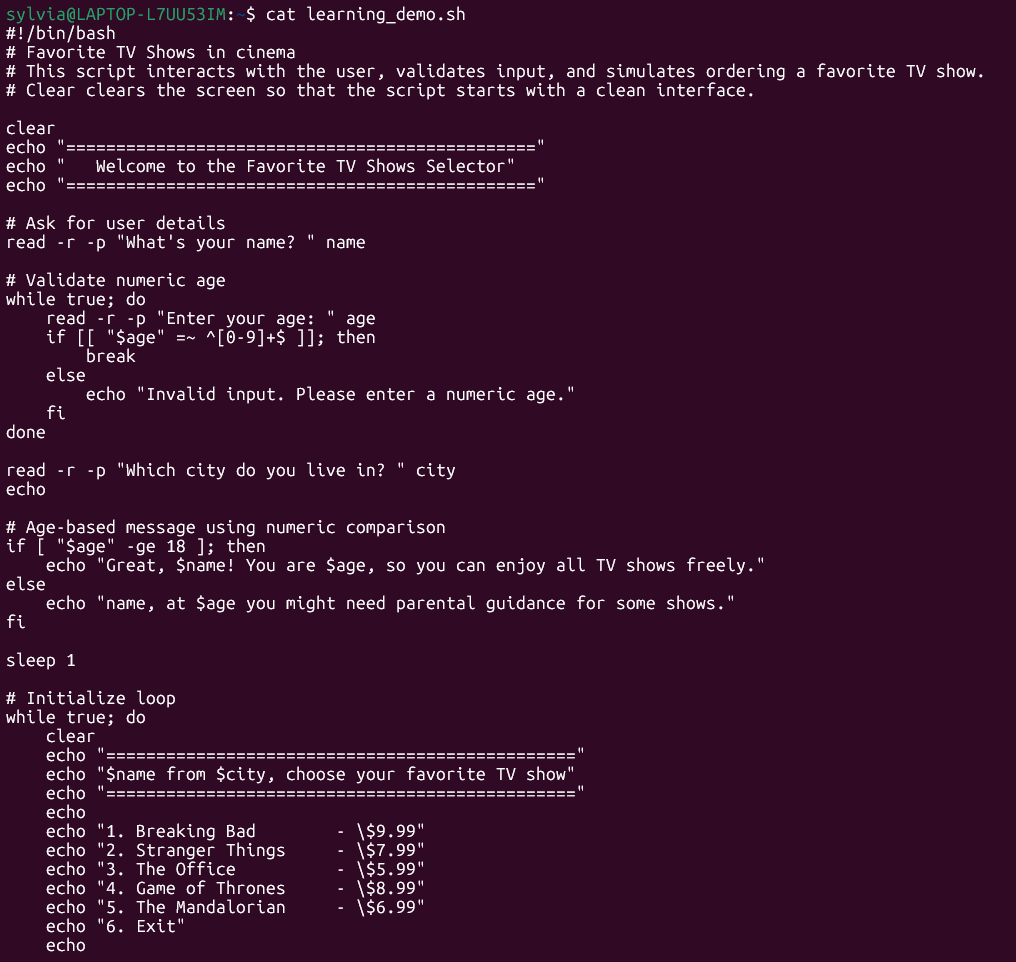 sylvia@LAPTOP-L7UU53IM:~$ cat learning_demo.sh
#!/bin/bash
# Favorite TV Shows in cinema
# This script interacts with the user, validates input, and simulates ordering a favorite TV show.
# Clear clears the screen so that the script starts with a clean interface.

clear
echo "==============================================="
echo "   Welcome to the Favorite TV Shows Selector"
echo "==============================================="

# Ask for user details
read -r -p "What's your name? " name

# Validate numeric age
while true; do
    read -r -p "Enter your age: " age
    if [[ "$age" =~ ^[0-9]+$ ]]; then
        break
    else
        echo "Invalid input. Please enter a numeric age."
    fi
done

read -r -p "Which city do you live in? " city
echo

# Age-based message using numeric comparison
if [ "$age" -ge 18 ]; then
    echo "Great, $name! You are $age, so you can enjoy all TV shows freely."
else
    echo "name, at $age you might need parental guidance for some shows."
fi

sleep 1

# Initialize loop
while true; do
    clear
    echo "==============================================="
    echo "$name from $city, choose your favorite TV show"
    echo "==============================================="
    echo
    echo "1. Breaking Bad        - \$9.99"
    echo "2. Stranger Things     - \$7.99"
    echo "3. The Office          - \$5.99"
    echo "4. Game of Thrones     - \$8.99"
    echo "5. The Mandalorian     - \$6.99"
    echo "6. Exit"
    echo